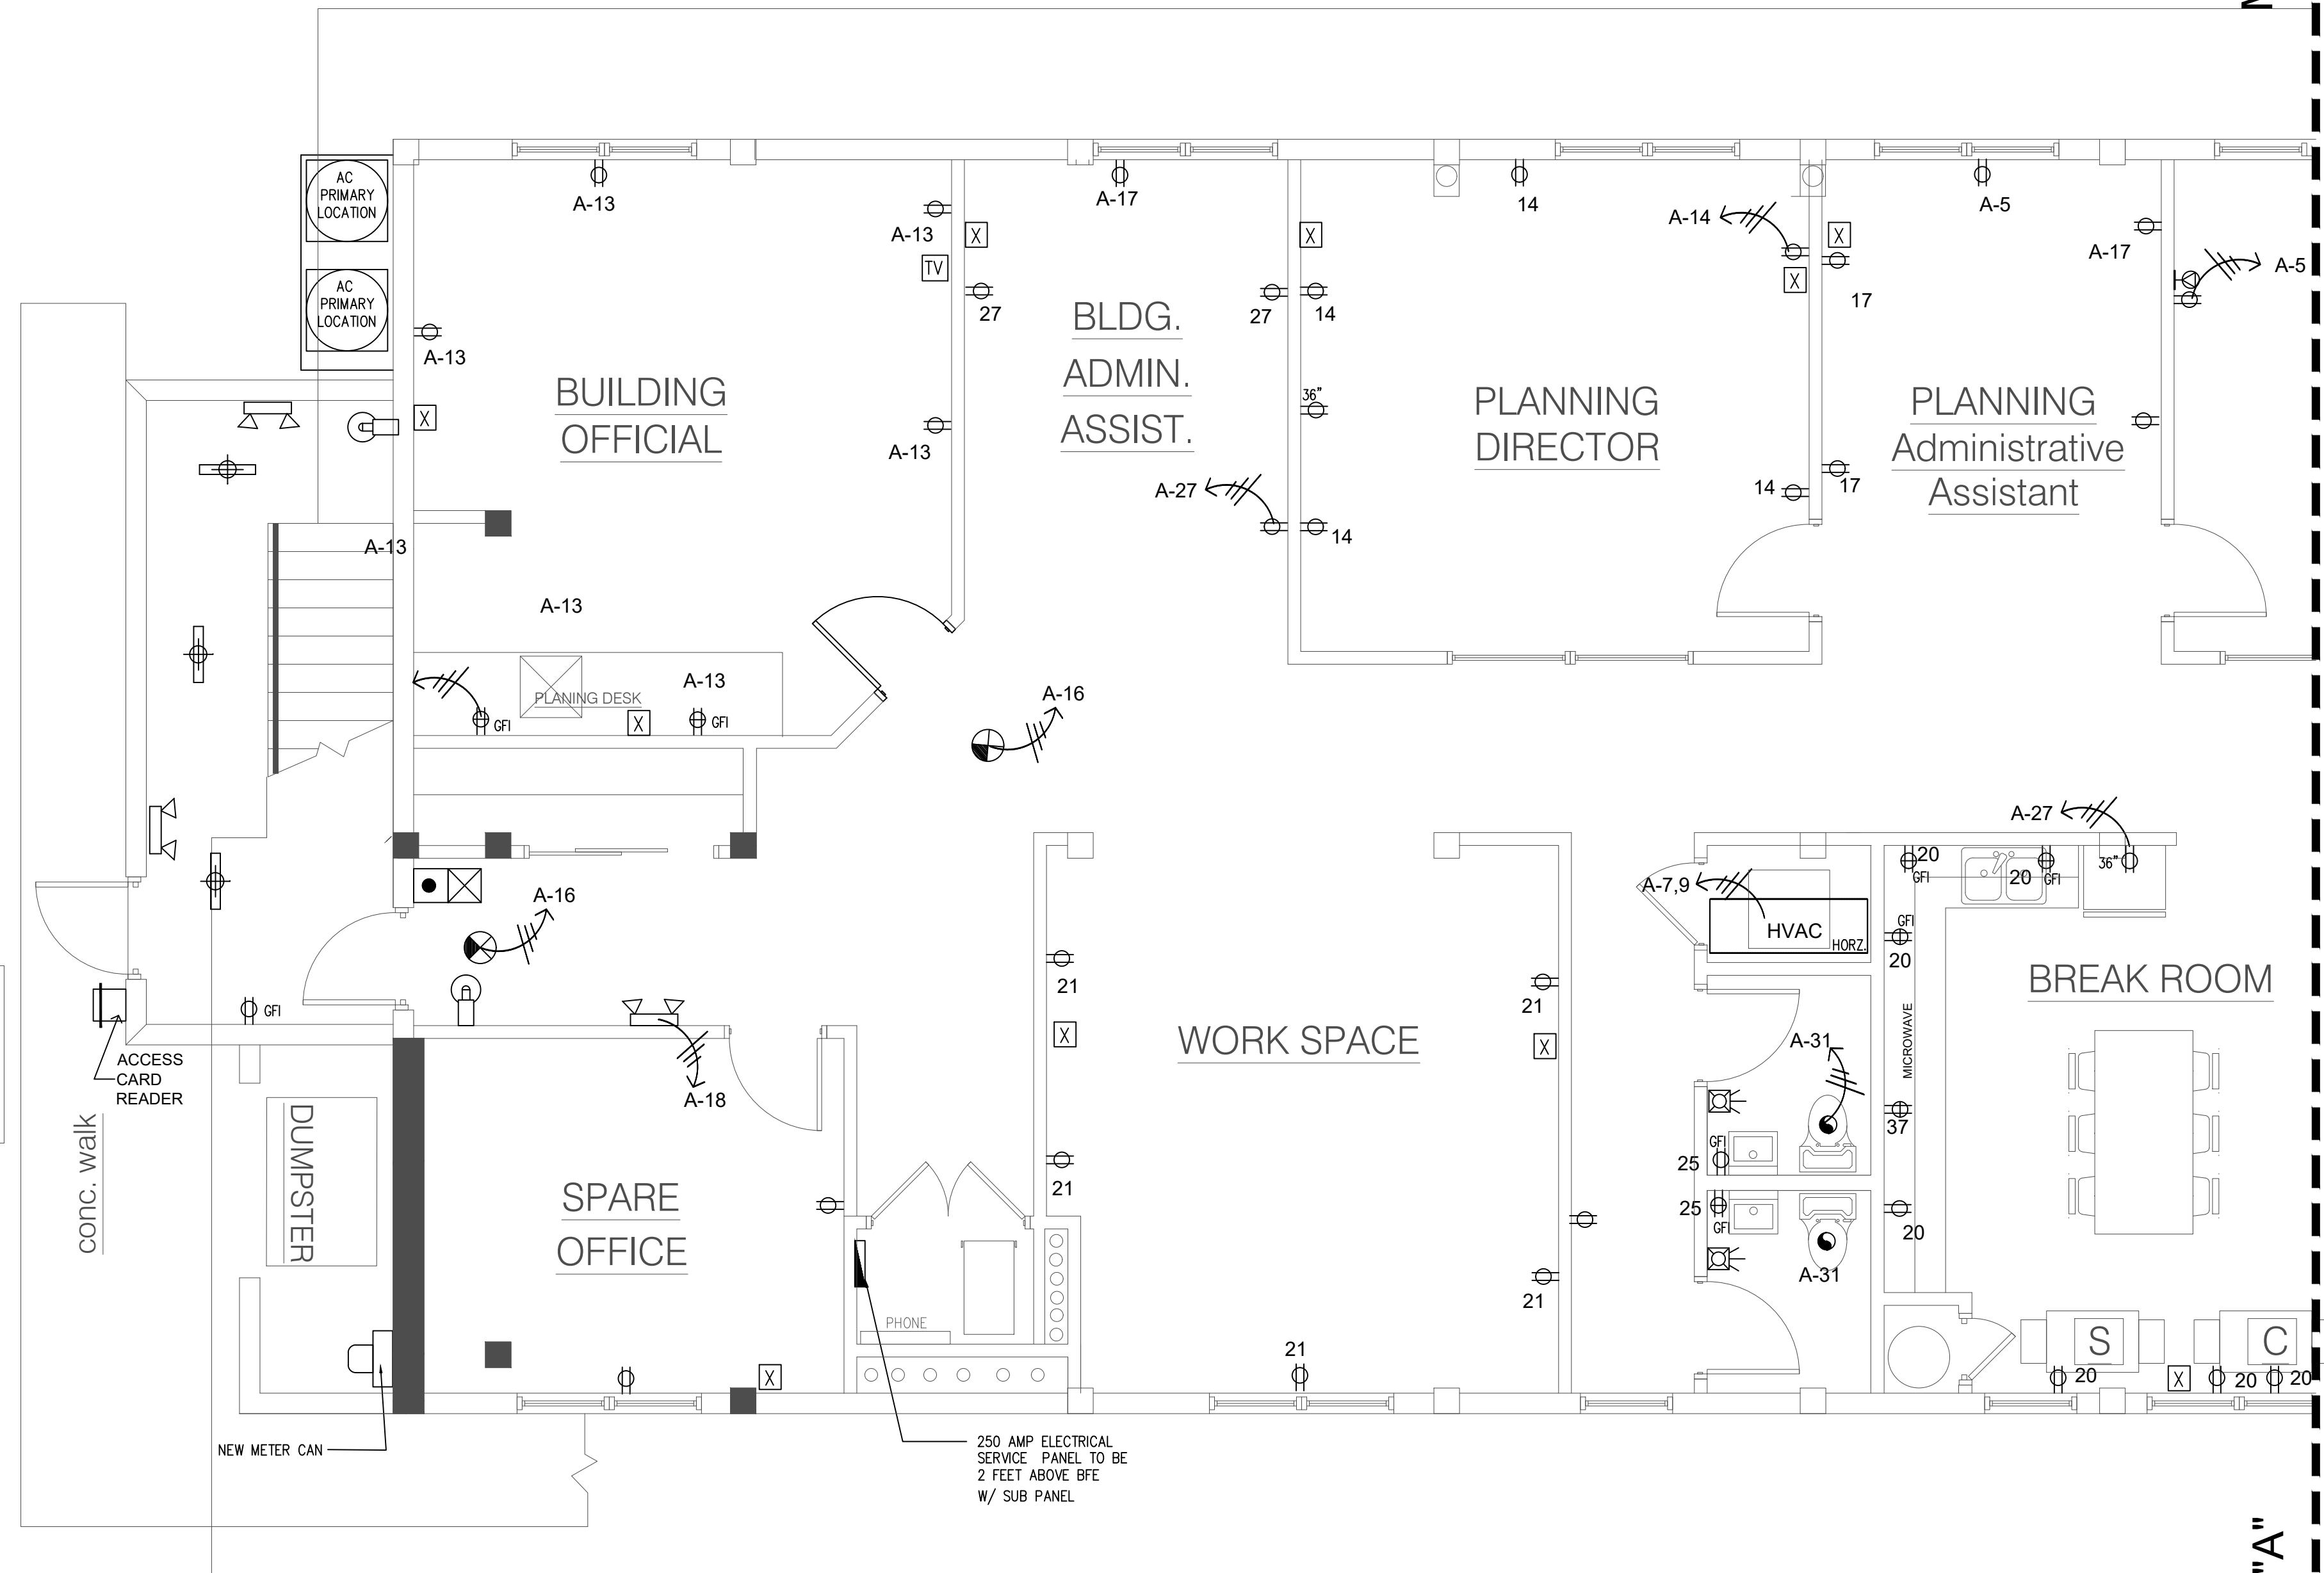 AC
PRIMARY
LOCATION
AC
PRIMARY
LOCATION
A-13
A-13
TV
X
A-13
X
A-13
A-13
A-13
BUILDING
OFFICIAL
A-13
PLANING DESK
GFI
X
GFI
A-17
27
27
BLDG.
ADMIN.
ASSIST.
A-27
X
14
36"
14
14
A-14
X
14
PLANNING
DIRECTOR
X
17
17
A-5
A-17
PLANNING
Administrative
Assistant
A-5
A-16
A-16
GFI
ACCESS
CARD
READER
conc. walk
DUMPSTER
NEW METER CAN
A-18
SPARE
OFFICE
X
PHONE
250 AMP ELECTRICAL
SERVICE PANEL TO BE
2 FEET ABOVE BFE
W/ SUB PANEL
21
X
21
WORK SPACE
21
X
21
21
A-7,9
HVAC
HORZ.
A-31
GFI
25
25
GFI
A-31
A-27
20
GFI
20
GFI
36"
GFI
20
MICROWAVE
37
20
BREAK ROOM
S
C
20
X
20
20
"A"